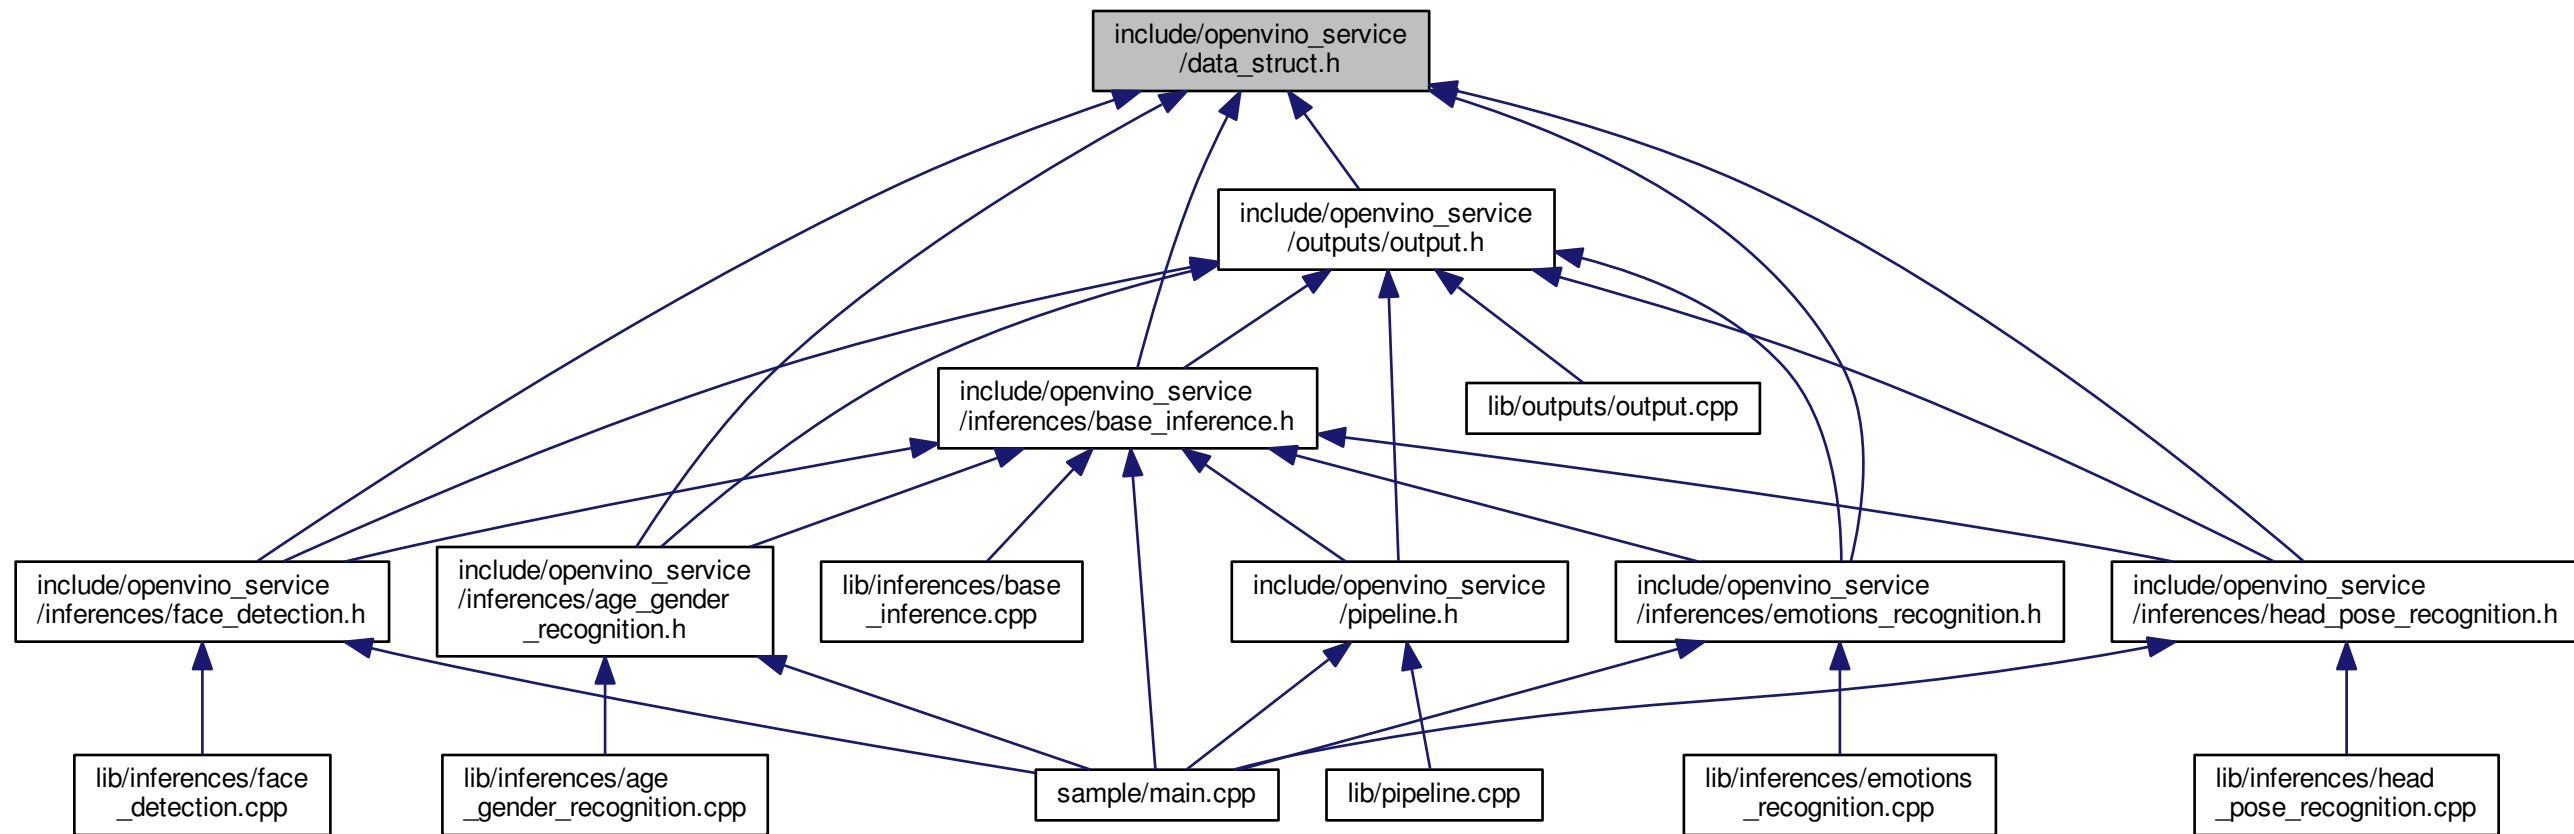 include/openvino_service
/data_struct.h
include/openvino_service
/outputs/output.h
include/openvino_service
/inferences/base_inference.h
lib/outputs/output.cpp
include/openvino_service
/inferences/face_detection.h
include/openvino_service
/inferences/age_gender
_recognition.h
lib/inferences/base
_inference.cpp
include/openvino_service
/pipeline.h
include/openvino_service
/inferences/emotions_recognition.h
include/openvino_service
/inferences/head_pose_recognition.h
lib/inferences/face
_detection.cpp
lib/inferences/age
_gender_recognition.cpp
sample/main.cpp
lib/pipeline.cpp
lib/inferences/emotions
_recognition.cpp
lib/inferences/head
_pose_recognition.cpp